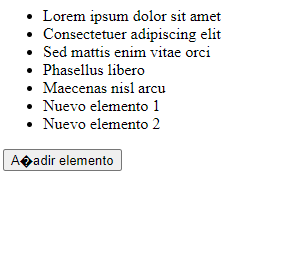 Lorem ipsum dolor sit amet
Consectetuer adipiscing elit
Sed mattis enim vitae orci
Phasellus libero
Maecenas nisl arcu
Nuevo elemento 1
Nuevo elemento 2
A�adir elemento